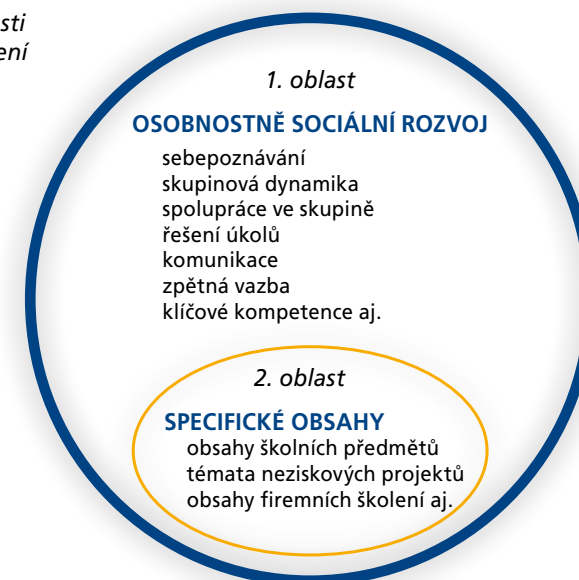 ení
1. oblast
OSOBNOSTNĚ SOCIÁLNÍ ROZVOJ
sebepoznávání
skupinová dynamika
spolupráce ve skupině
řešení úkolů
komunikace
zpětná vazba
klíčové kompetence aj.
2. oblast
SPECIFICKÉ OBSAHY
obsahy školních předmětů
témata neziskových projektů
obsahy firemních školení aj.